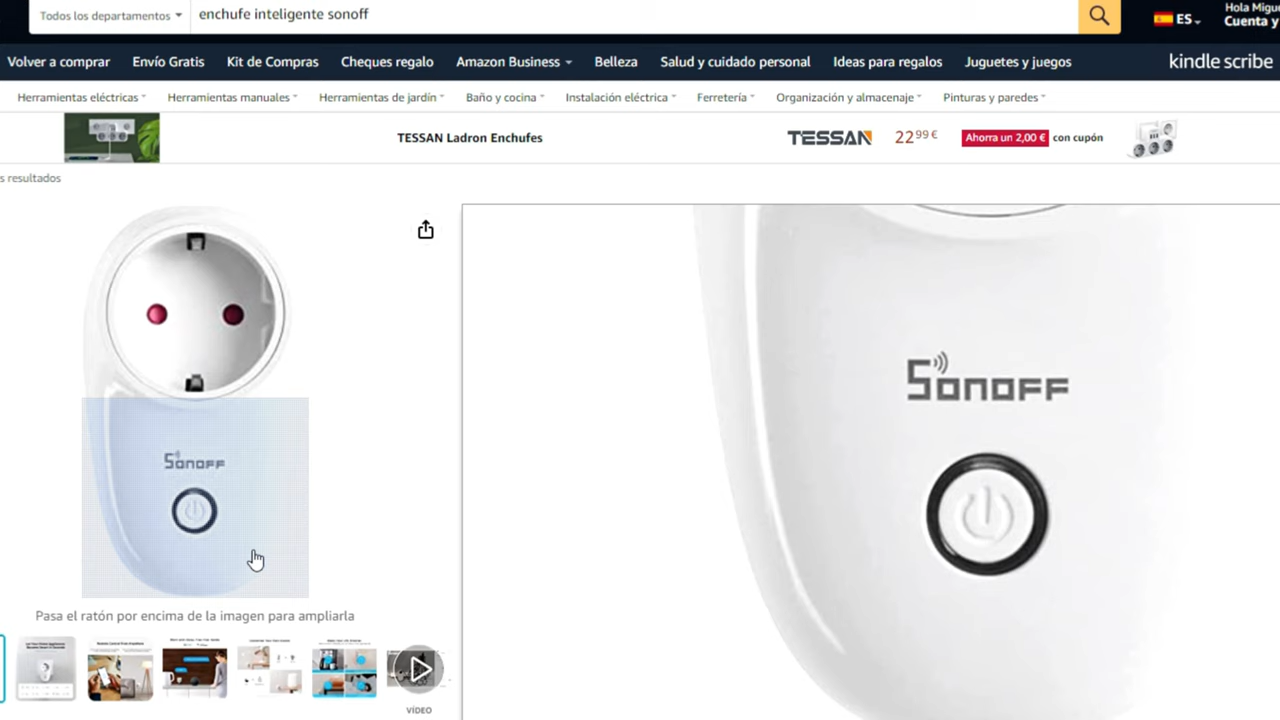 Todos los departamentos
enchufe inteligente sonoff
ES
Hola Migu
Cuenta y
Volver a comprar
Envío Gratis
Kit de Compras
Cheques regalo
Amazon Business
Belleza
Salud y cuidado personal
Ideas para regalos
Juguetes y juegos
kindle scribe
Herramientas eléctricas
Herramientas manuales
Herramientas de jardín
Baño y cocina
Instalación eléctrica
Ferretería
Organización y almacenaje
Pinturas y paredes
TESSAN Ladron Enchufes
TESSAN
22 99 €
Ahorra un 2,00 € con cupón
s resultados
SONOFF
SONOFF
Pasa el ratón por encima de la imagen para ampliarla
VÍDEO